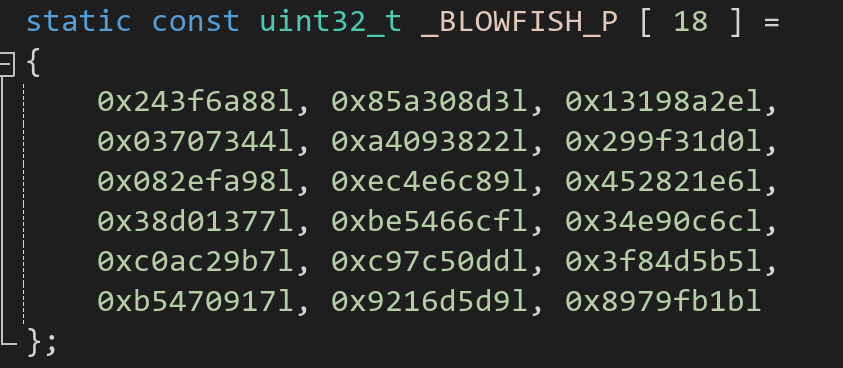 static const uint32_t _BLOWFISH_P [ 18 ] =
{
0x243f6a88l, 0x85a308d3l, 0x13198a2el,
0x03707344l, 0xa4093822l, 0x299f31d0l,
0x082efa98l, 0xec4e6c89l, 0x452821e6l,
0x38d01377l, 0xbe5466cfl, 0x34e90c6cl,
0xc0ac29b7l, 0xc97c50ddl, 0x3f84d5b5l,
0xb5470917l, 0x9216d5d9l, 0x8979fb1bl
};